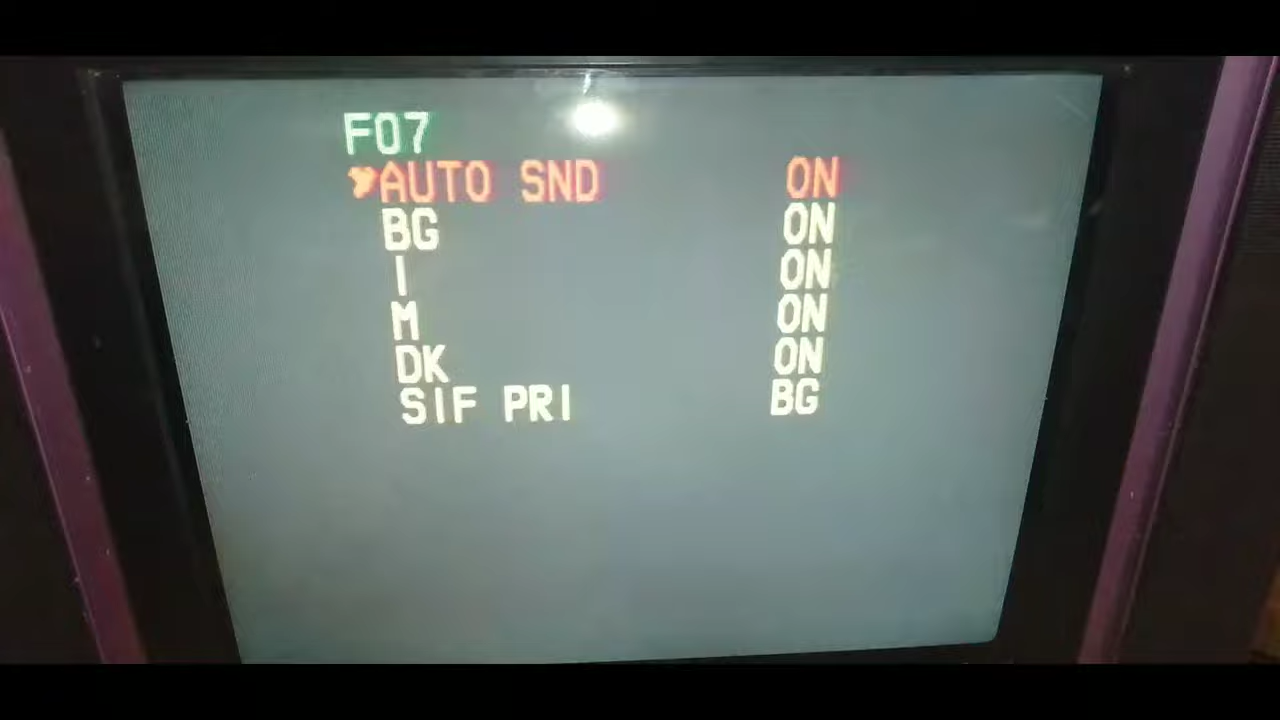 F07
AUTO SND ON
BG ON
I ON
M ON
DK ON
SIF PRI BG